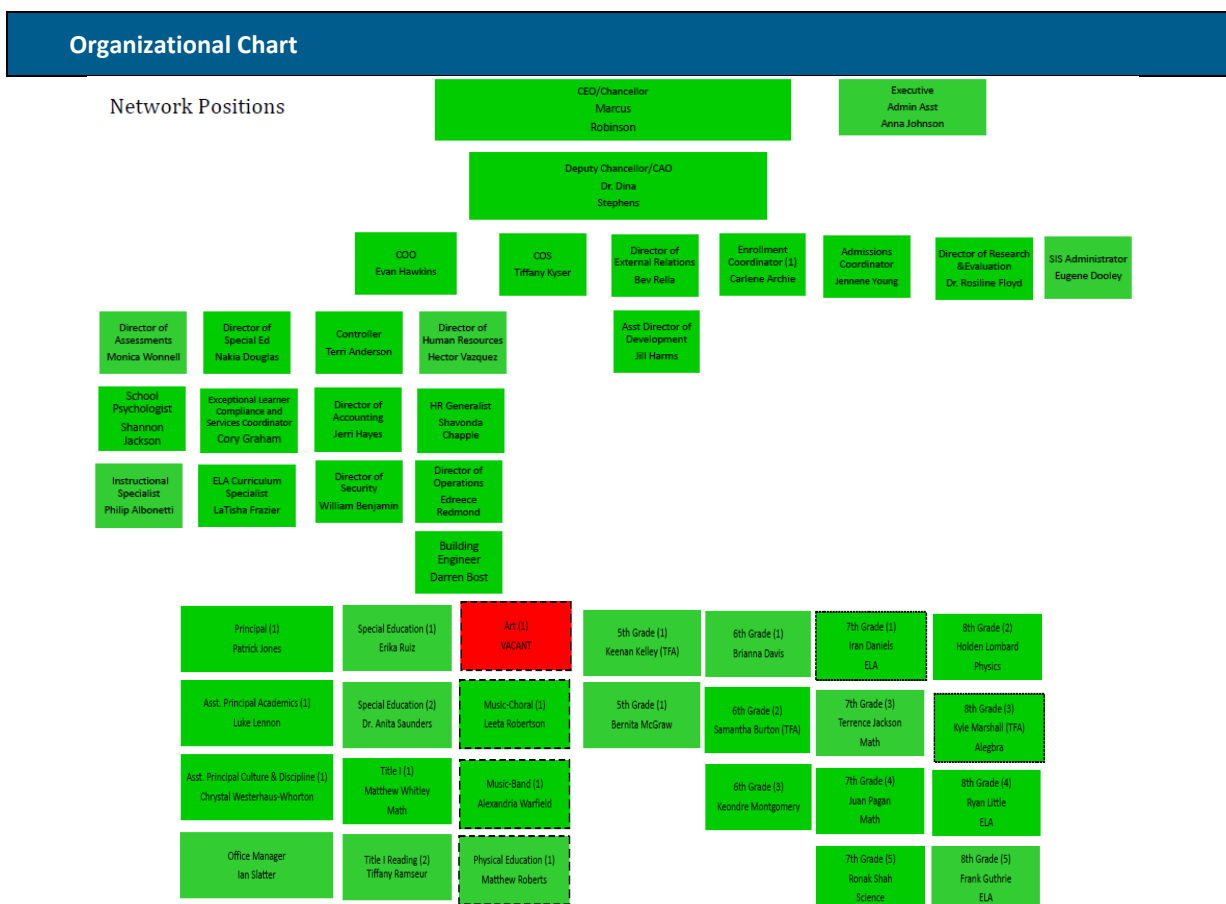 Organizational Chart
Network Positions
CEO/Chancellor
Marcus
Robinson
Executive
Admin Asst
Anna Johnson
Deputy Chancellor/CAO
Dr. Dina
Stephens
COO
Evan Hawkins
COS
Tiffany Kyser
Director of
External Relations
Bev Rella
Enrollment
Coordinator (1)
Carlene Archie
Admissions
Coordinator
Jennene Young
Director of Research
&Evaluation
Dr. Rosiline Floyd
SIS Administrator
Eugene Dooley
Director of
Assessments
Monica Wonnell
Director of
Special Ed
Nakia Douglas
Controller
Terri Anderson
Director of
Human Resources
Hector Vazquez
Asst Director of
Development
Jill Harms
School
Psychologist
Shannon
Jackson
Exceptional Learner
Compliance and
Services Coordinator
Cory Graham
Director of
Accounting
Jerri Hayes
HR Generalist
Shavonda
Chapple
Instructional
Specialist
Philip Albonetti
ELA Curriculum
Specialist
LaTisha Frazier
Director of
Security
William Benjamin
Director of
Operations
Edreece
Redmond
Building
Engineer
Darren Bost
Principal (1)
Patrick Jones
Special Education (1)
Erika Ruiz
Art (1)
VACANT
5th Grade (1)
Keenan Kelley (TFA)
6th Grade (1)
Brianna Davis
7th Grade (1)
Iran Daniels
ELA
8th Grade (2)
Holden Lombard
Physics
Asst. Principal Academics (1)
Luke Lennon
Special Education (2)
Dr. Anita Saunders
Music-Choral (1)
Leeta Robertson
5th Grade (1)
Bernita McGraw
6th Grade (2)
Samantha Burton (TFA)
7th Grade (3)
Terrence Jackson
Math
8th Grade (3)
Kyle Marshall (TFA)
Alegbra
Asst. Principal Culture & Discipline (1)
Chrystal Westerhaus-Whorton
Title I (1)
Matthew Whitley
Math
Music-Band (1)
Alexandria Warfield
6th Grade (3)
Keondre Montgomery
7th Grade (4)
Juan Pagan
Math
8th Grade (4)
Ryan Little
ELA
Office Manager
Ian Slatter
Title I Reading (2)
Tiffany Ramseur
Physical Education (1)
Matthew Roberts
7th Grade (5)
Ronak Shah
Science
8th Grade (5)
Frank Guthrie
ELA